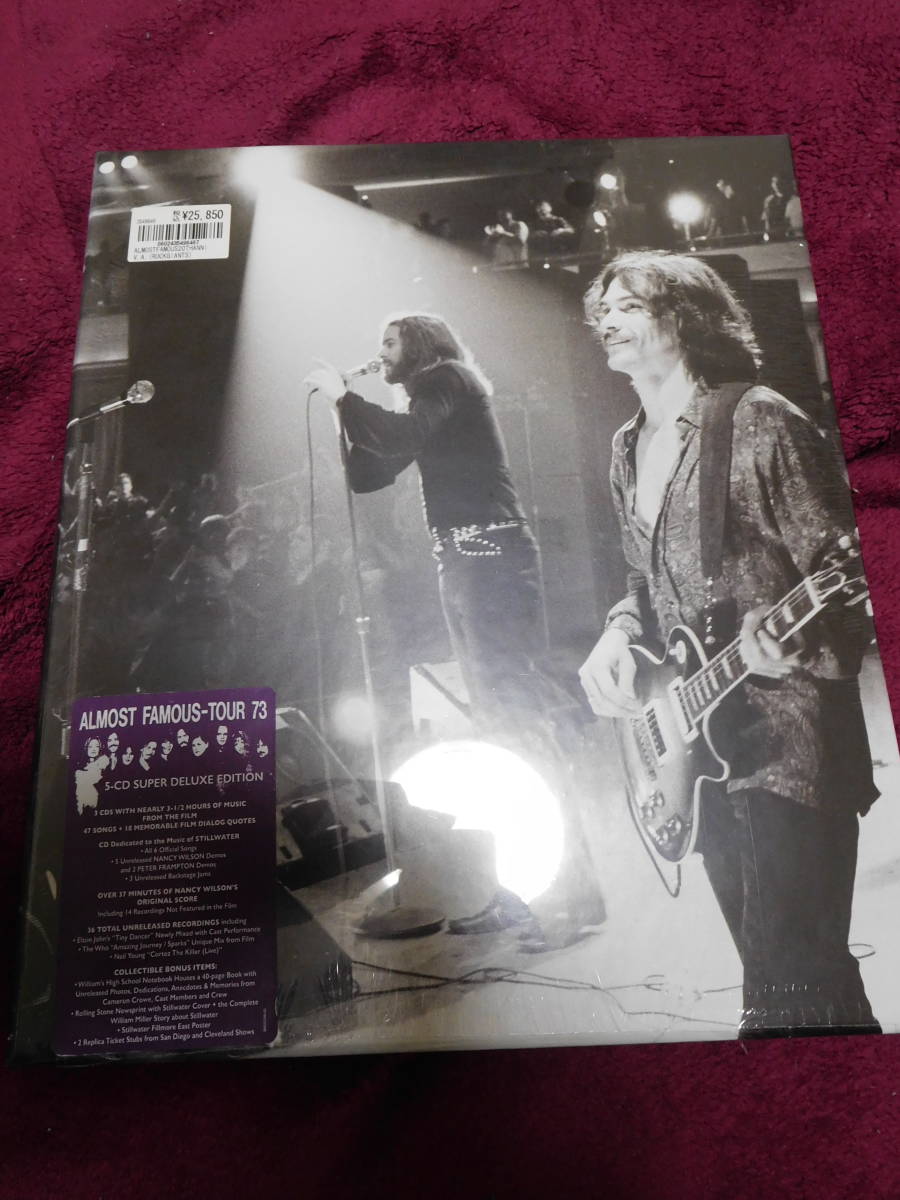 3549646
税込 ¥25,850
0602435496467
ALMOSTFAMOUS20THANNI
V.A.(ROCKGIANTS)
ALMOST FAMOUS-TOUR 73
5-CD SUPER DELUXE EDITION
3 CDS WITH NEARLY 3-1/2 HOURS OF MUSIC
FROM THE FILM
47 SONGS + 18 MEMORABLE FILM DIALOG QUOTES
CD Dedicated to the Music of STILLWATER
• All 6 Official Songs
• 5 Unreleased NANCY WILSON Demos
and 2 PETER FRAMPTON Demos
• 3 Unreleased Backstage Jams
OVER 37 MINUTES OF NANCY WILSON'S
ORIGINAL SCORE
Including 14 Recordings Not Featured in the Film
36 TOTAL UNRELEASED RECORDINGS including
• Elton John's "Tiny Dancer" Newly Mixed with Cast Performance
• The Who "Amazing Journey / Sparks" Unique Mix from Film
• Neil Young "Cortez The Killer (Live)"
COLLECTIBLE BONUS ITEMS:
• William's High School Notebook Houses a 40-page Book with
Unreleased Photos, Dedications, Anecdotes & Memories from
Cameron Crowe, Cast Members and Crew
• Rolling Stone Newsprint with Stillwater Cover + the Complete
William Miller Story about Stillwater
• Stillwater Fillmore East Poster
• 2 Replica Ticket Stubs from San Diego and Cleveland Shows